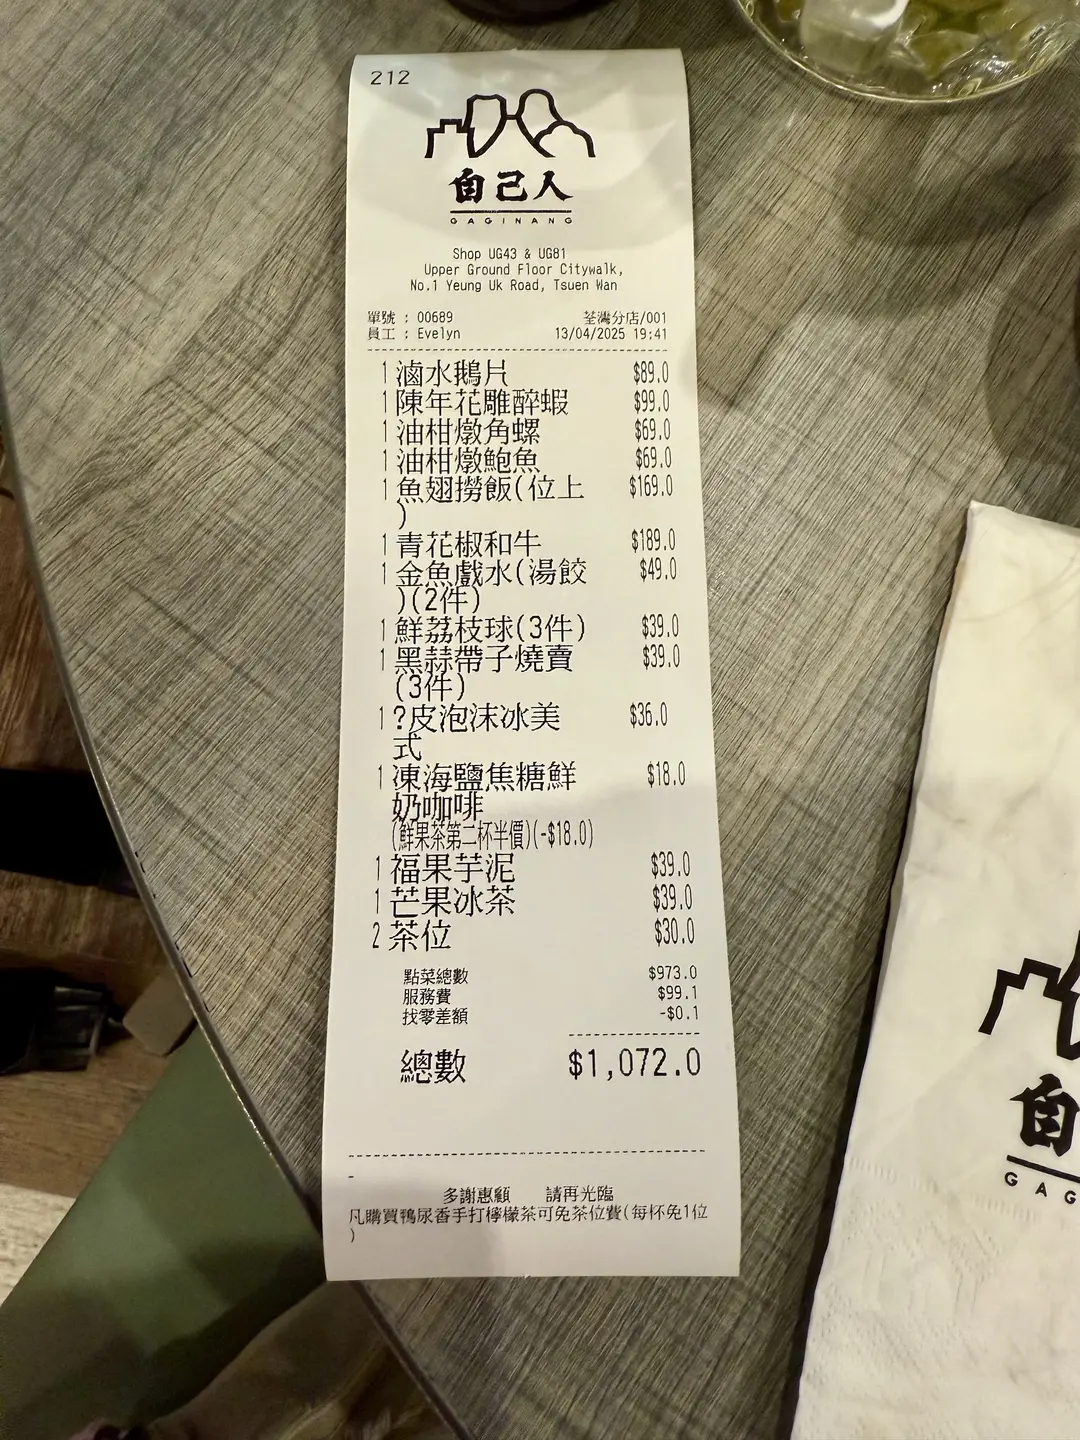 212
自己人
GAGINANG
Shop UG43 & UG81
Upper Ground Floor Citywalk,
No.1 Yeung Uk Road, Tsuen Wan
單號 : 00689 荃灣分店/001
員工 : Evelyn 13/04/2025 19:41
1 滷水鵝片 $89.0
1 陳年花雕醉蝦 $99.0
1 油柑燉角螺 $69.0
1 油柑燉鮑魚 $69.0
1 魚翅撈飯(位上 $169.0
)
1 青花椒和牛 $189.0
1 金魚戲水(湯餃 $49.0
)(2件)
1 鮮荔枝球(3件) $39.0
1 黑蒜帶子燒賣 $39.0
(3件)
1 ?皮泡沫冰美 $36.0
式
1 凍海鹽焦糖鮮 $18.0
奶咖啡
(鮮果茶第二杯半價)(-$18.0)
1 福果芋泥 $39.0
1 芒果冰茶 $39.0
2 茶位 $30.0
點菜總數 $973.0
服務費 $99.1
找零差額 -$0.1
總數 $1,072.0
-
多謝惠顧 請再光臨
凡購買鴨尿香手打檸檬茶可免茶位費(每杯免1位
)
自
GAG